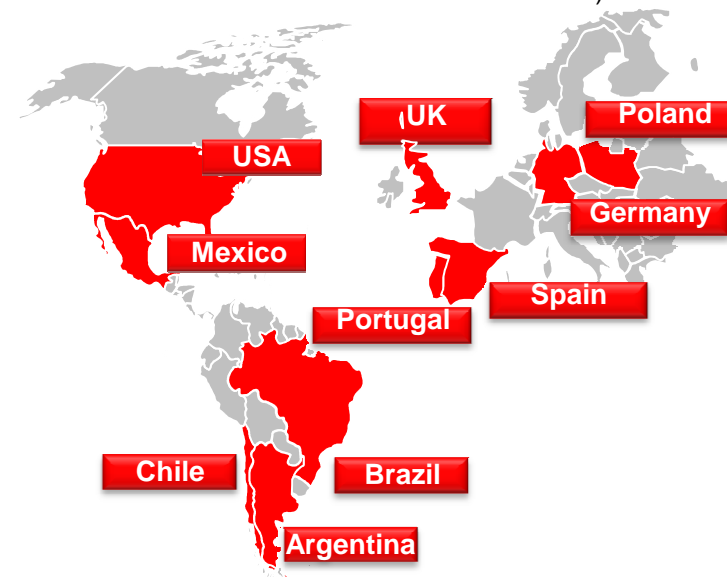 UK
Poland
USA
Germany
Mexico
Spain
Portugal
Chile
Brazil
Argentina